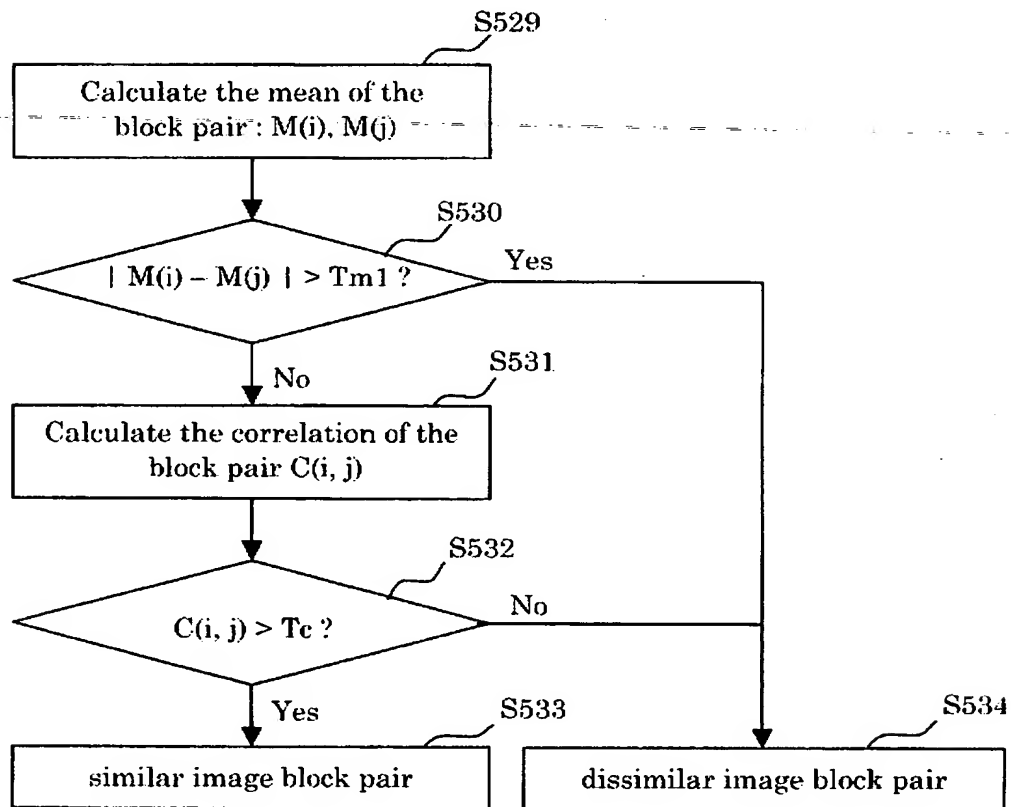 S529
Calculate the mean of the
block pair : M(i), M(j)
S530
| M(i) – M(j) | > Tm1 ?
Yes
No
S531
Calculate the correlation of the
block pair C(i, j)
S532
C(i, j) > Tc ?
No
Yes
S533
similar image block pair
S534
dissimilar image block pair